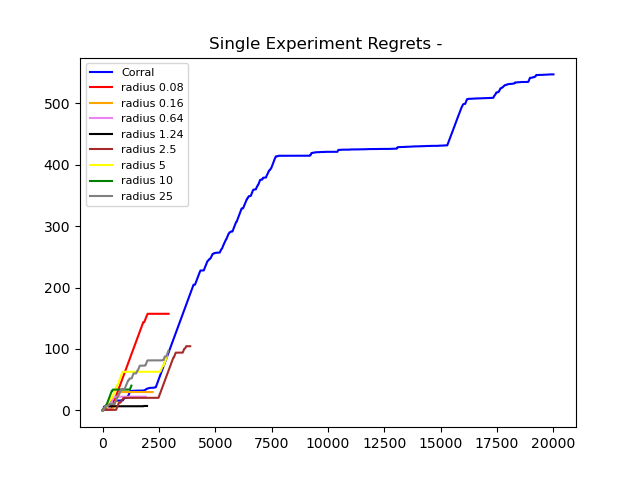 Single Experiment Regrets -
Corral
radius 0.08
radius 0.16
radius 0.64
radius 1.24
radius 2.5
radius 5
radius 10
radius 25
500
400
300
200
100
0
0 2500 5000 7500 10000 12500 15000 17500 20000